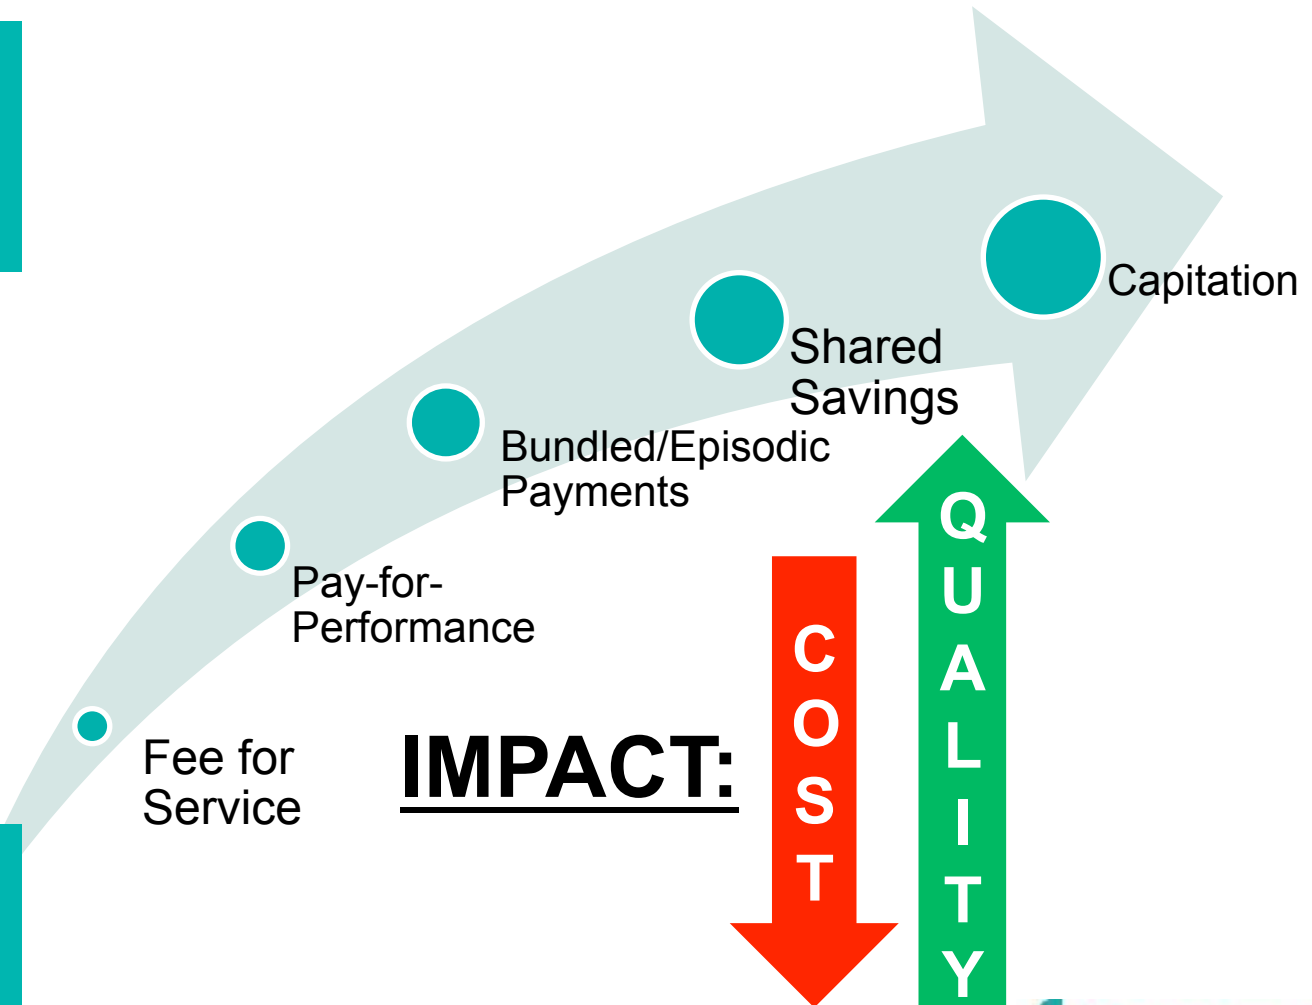 Capitation
Shared
Savings
Bundled/Episodic
Payments
Pay-for-
Performance
Fee for
Service
IMPACT:
COST
QUALITY